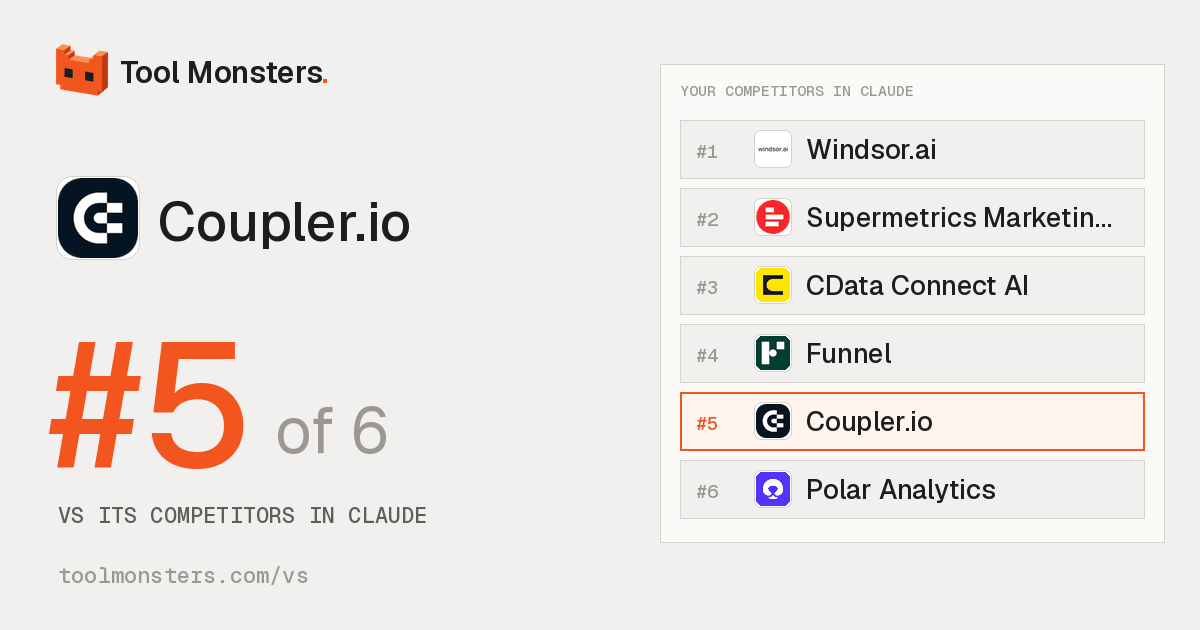 Tool Monsters.
Coupler.io
#5 of 6
VS ITS COMPETITORS IN CLAUDE
toolmonsters.com/vs
YOUR COMPETITORS IN CLAUDE
#1 windsor.ai Windsor.ai
#2 Supermetrics Marketin...
#3 CData Connect AI
#4 Funnel
#5 Coupler.io
#6 Polar Analytics